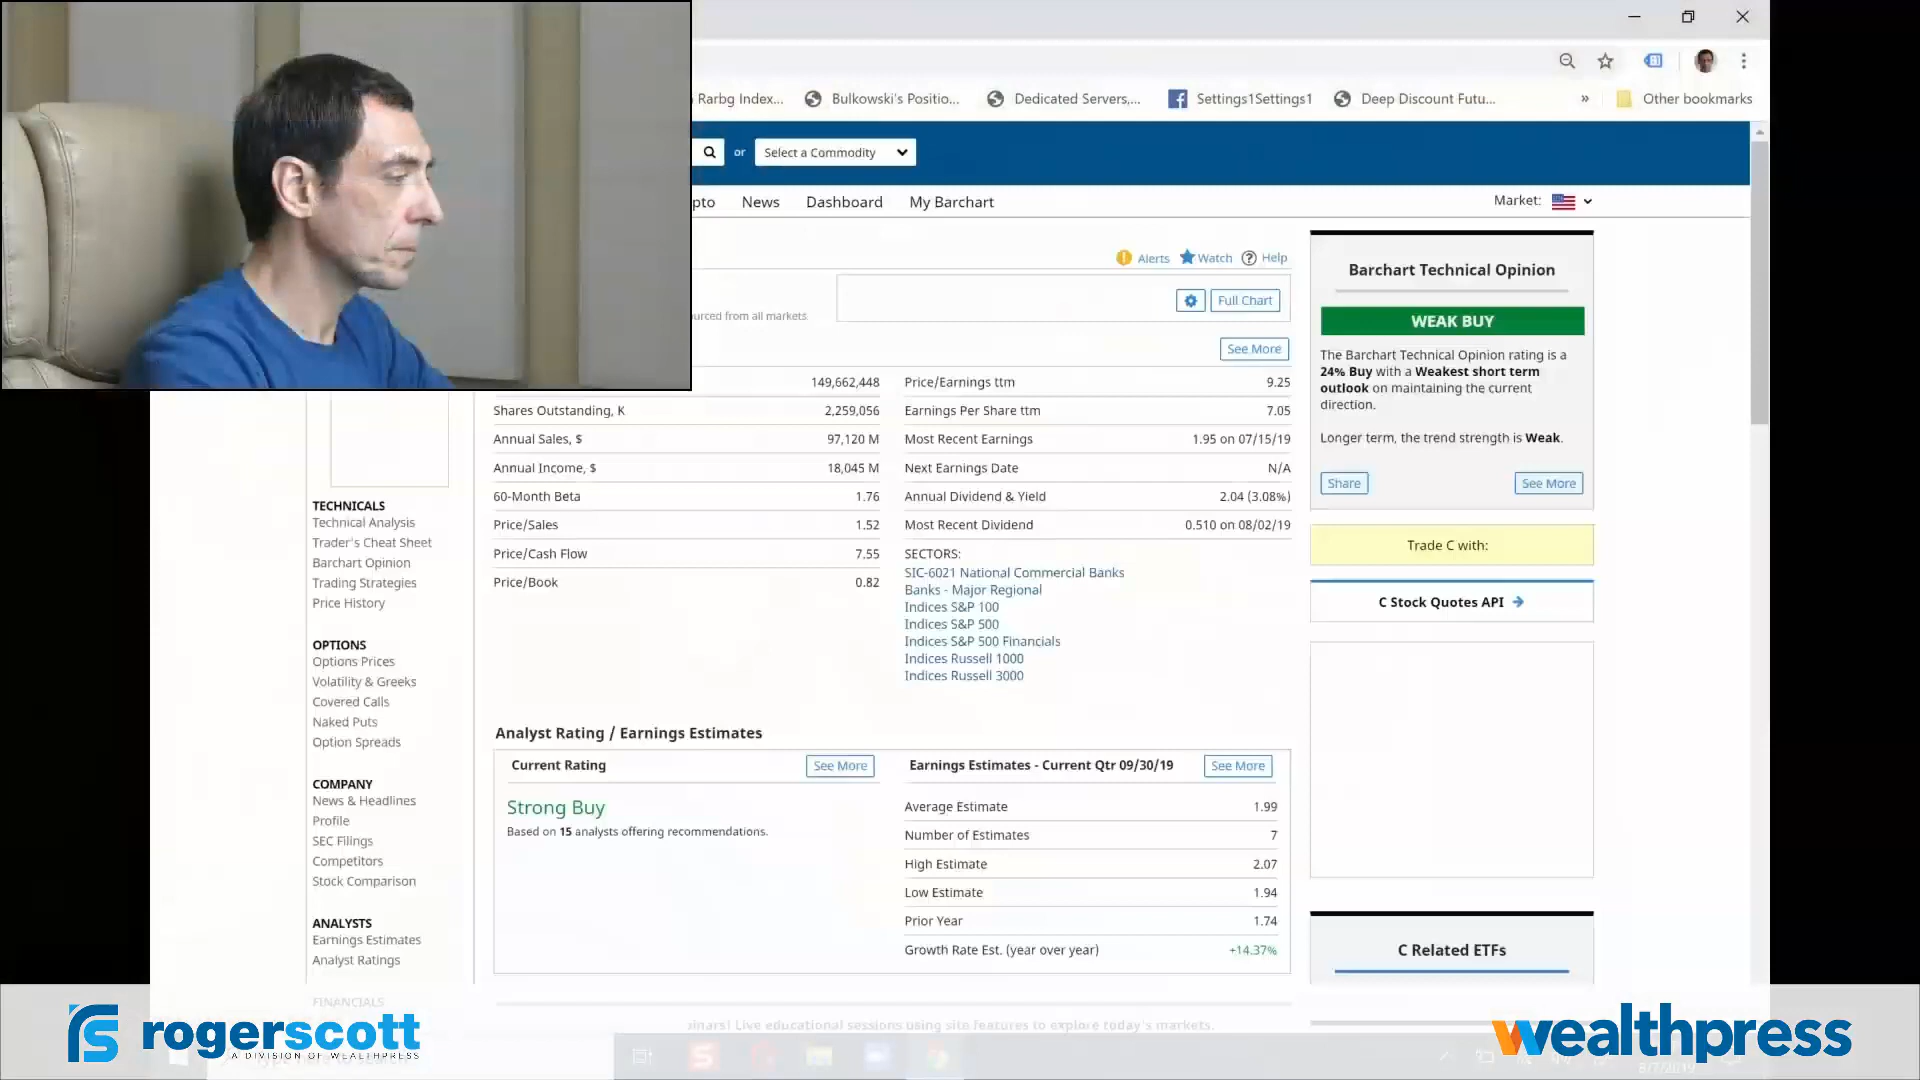 Rarbg Index...
Bulkowski's Positio...
Dedicated Servers,...
Settings1Settings1
Deep Discount Futu...
»
Other bookmarks
or
Select a Commodity
pto
News
Dashboard
My Barchart
Market:
Alerts
Watch
Help
urced from all markets.
Full Chart
See More
149,662,448
Shares Outstanding, K 2,259,056
Annual Sales, $ 97,120 M
Annual Income, $ 18,045 M
60-Month Beta 1.76
Price/Sales 1.52
Price/Cash Flow 7.55
Price/Book 0.82
Price/Earnings ttm 9.25
Earnings Per Share ttm 7.05
Most Recent Earnings 1.95 on 07/15/19
Next Earnings Date N/A
Annual Dividend & Yield 2.04 (3.08%)
Most Recent Dividend 0.510 on 08/02/19
SECTORS:
SIC-6021 National Commercial Banks
Banks - Major Regional
Indices S&P 100
Indices S&P 500
Indices S&P 500 Financials
Indices Russell 1000
Indices Russell 3000
Barchart Technical Opinion
WEAK BUY
The Barchart Technical Opinion rating is a
24% Buy with a Weakest short term
outlook on maintaining the current
direction.
Longer term, the trend strength is Weak.
Share
See More
Trade C with:
C Stock Quotes API
C Related ETFs
TECHNICALS
Technical Analysis
Trader's Cheat Sheet
Barchart Opinion
Trading Strategies
Price History
OPTIONS
Options Prices
Volatility & Greeks
Covered Calls
Naked Puts
Option Spreads
COMPANY
News & Headlines
Profile
SEC Filings
Competitors
Stock Comparison
ANALYSTS
Earnings Estimates
Analyst Ratings
FINANCIALS
Analyst Rating / Earnings Estimates
Current Rating
See More
Strong Buy
Based on 15 analysts offering recommendations.
Earnings Estimates - Current Qtr 09/30/19
See More
Average Estimate 1.99
Number of Estimates 7
High Estimate 2.07
Low Estimate 1.94
Prior Year 1.74
Growth Rate Est. (year over year) +14.37%
inars! Live educational sessions using site features to explore today's markets.
rogerscott
A DIVISION OF WEALTHPRESS
wealthpress